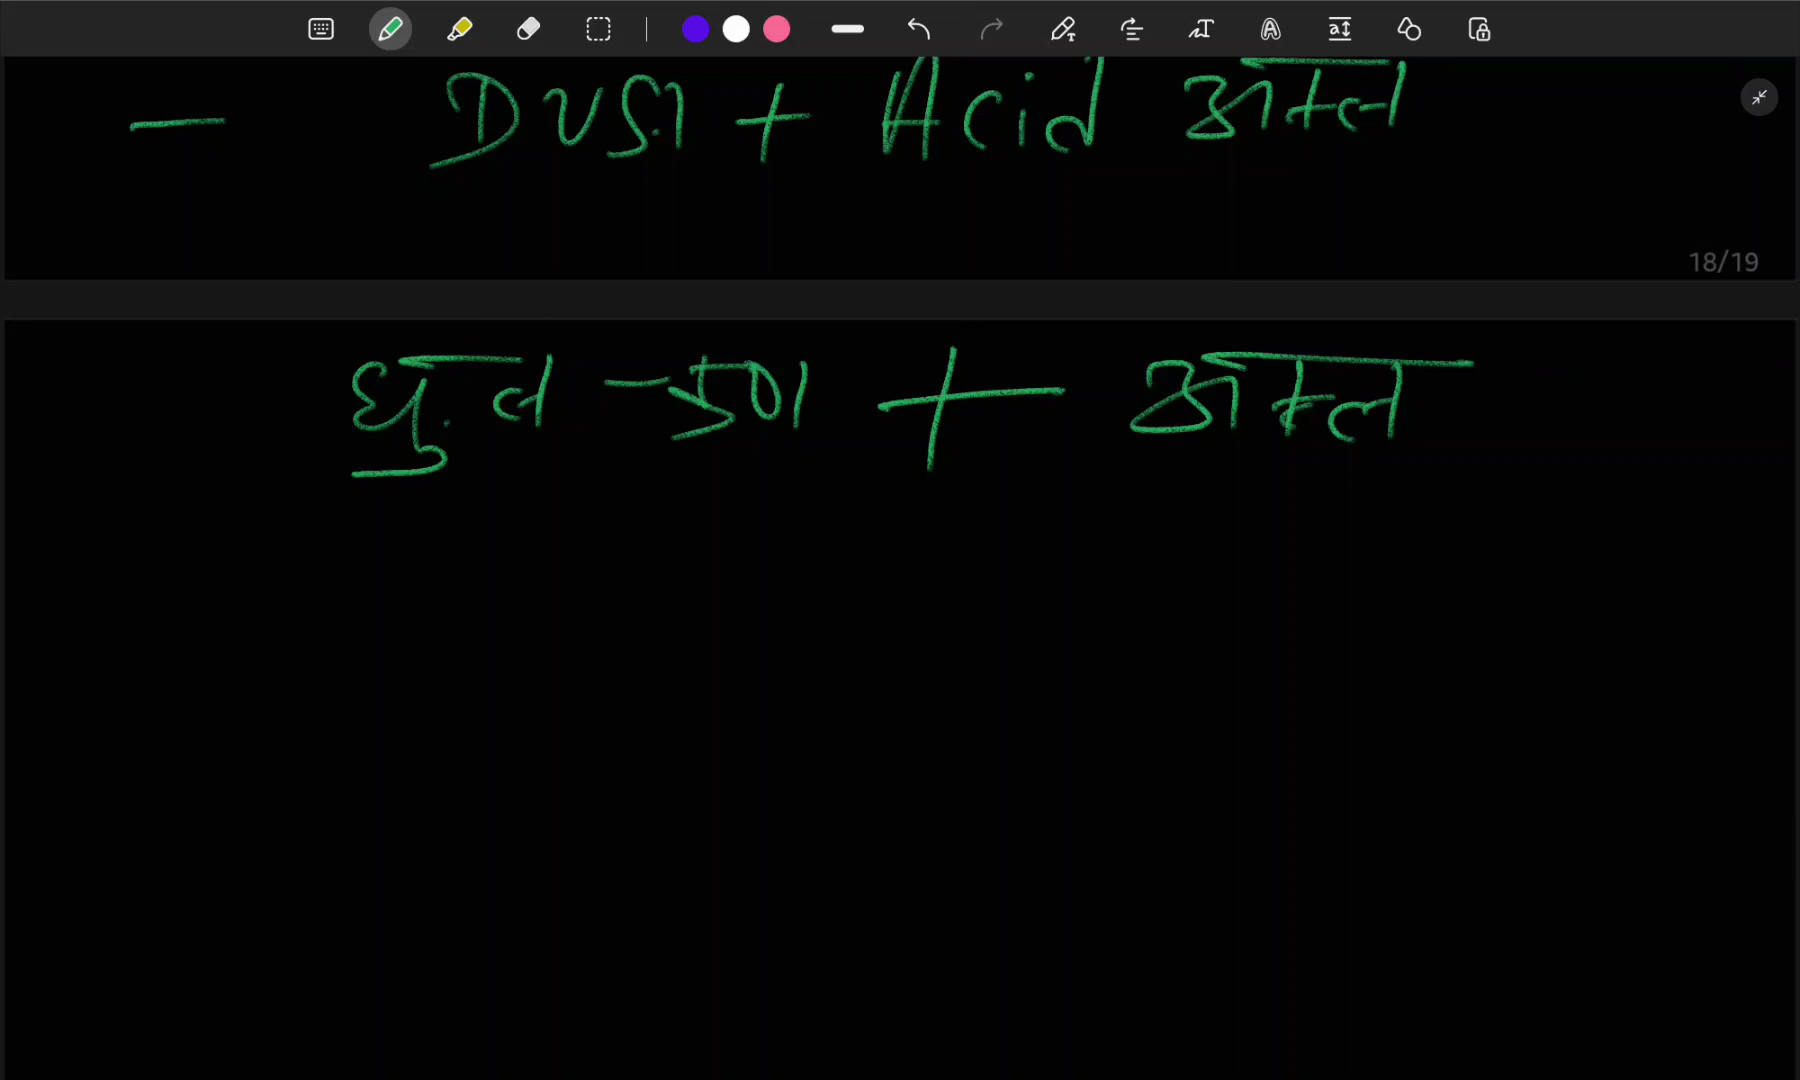 — Dust + Acid अम्ल
18/19
धुल कण + अम्ल